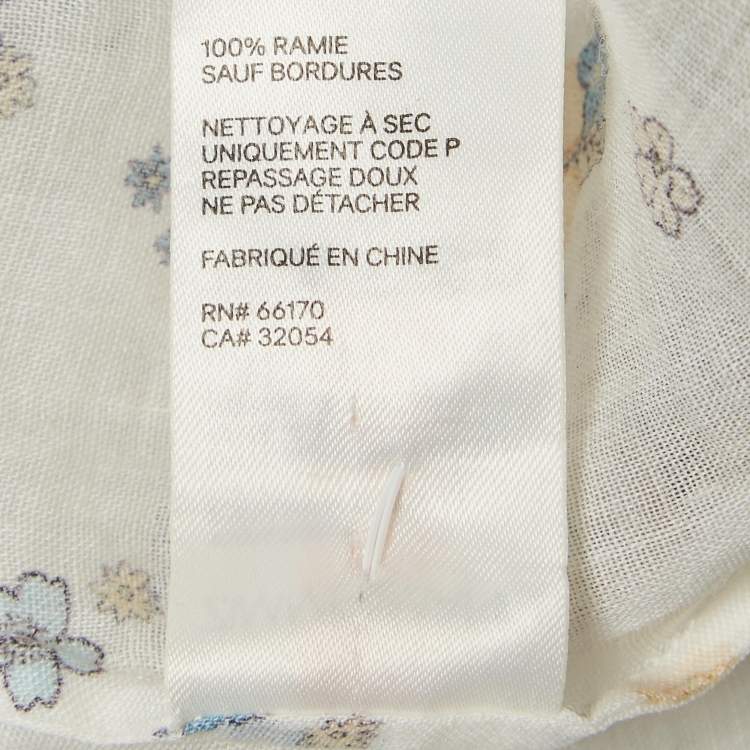 100% RAMIE
SAUF BORDURES
NETTOYAGE À SEC
UNIQUEMENT CODE P
REPASSAGE DOUX
NE PAS DÉTACHER
FABRIQUÉ EN CHINE
RN# 66170
CA# 32054